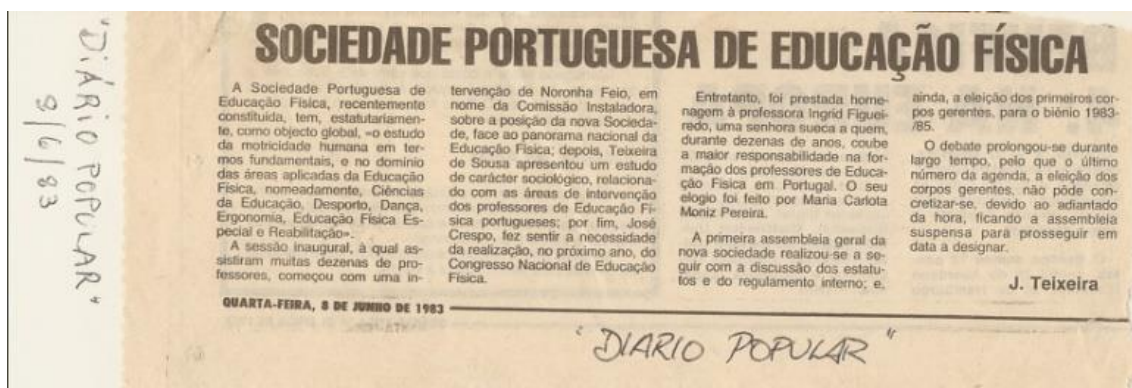 "DIÁRIO POPULAR"
9/6/83
SOCIEDADE PORTUGUESA DE EDUCAÇÃO FÍSICA
A Sociedade Portuguesa de
Educação Física, recentemente
constituída, tem, estatutariamen-
te, como objecto global, «o estudo
da motricidade humana em ter-
mos fundamentais, e no domínio
das áreas aplicadas da Educação
Física, nomeadamente, Ciências
da Educação, Desporto, Dança,
Ergonomia, Educação Física Es-
pecial e Reabilitação».
A sessão inaugural, à qual as-
sistiram muitas dezenas de pro-
fessores, começou com uma in-
tervenção de Noronha Feio, em
nome da Comissão Instaladora,
sobre a posição da nova Socieda-
de, face ao panorama nacional da
Educação Física; depois, Teixeira
de Sousa apresentou um estudo
de carácter sociológico, relaciona-
do com as áreas de intervenção
dos professores de Educação Fí-
sica portugueses; por fim, José
Crespo, fez sentir a necessidade
da realização, no próximo ano, do
Congresso Nacional de Educação
Física.
Entretanto, foi prestada home-
nagem à professora Ingrid Figuei-
redo, uma senhora sueca a quem,
durante dezenas de anos, coube
a maior responsabilidade na for-
mação dos professores de Educa-
ção Física em Portugal. O seu
elogio foi feito por Maria Carlota
Moniz Pereira.
A primeira assembleia geral da
nova sociedade realizou-se a se-
guir com a discussão dos estatu-
tos e do regulamento interno; e,
ainda, a eleição dos primeiros cor-
pos gerentes, para o biénio 1983-
/85.
O debate prolongou-se durante
largo tempo, pelo que o último
número da agenda, a eleição dos
corpos gerentes, não pôde con-
cretizar-se, devido ao adiantado
da hora, ficando a assembleia
suspensa para prosseguir em
data a designar.
J. Teixeira
QUARTA-FEIRA, 8 DE JUNHO DE 1983
"DIARIO POPULAR"